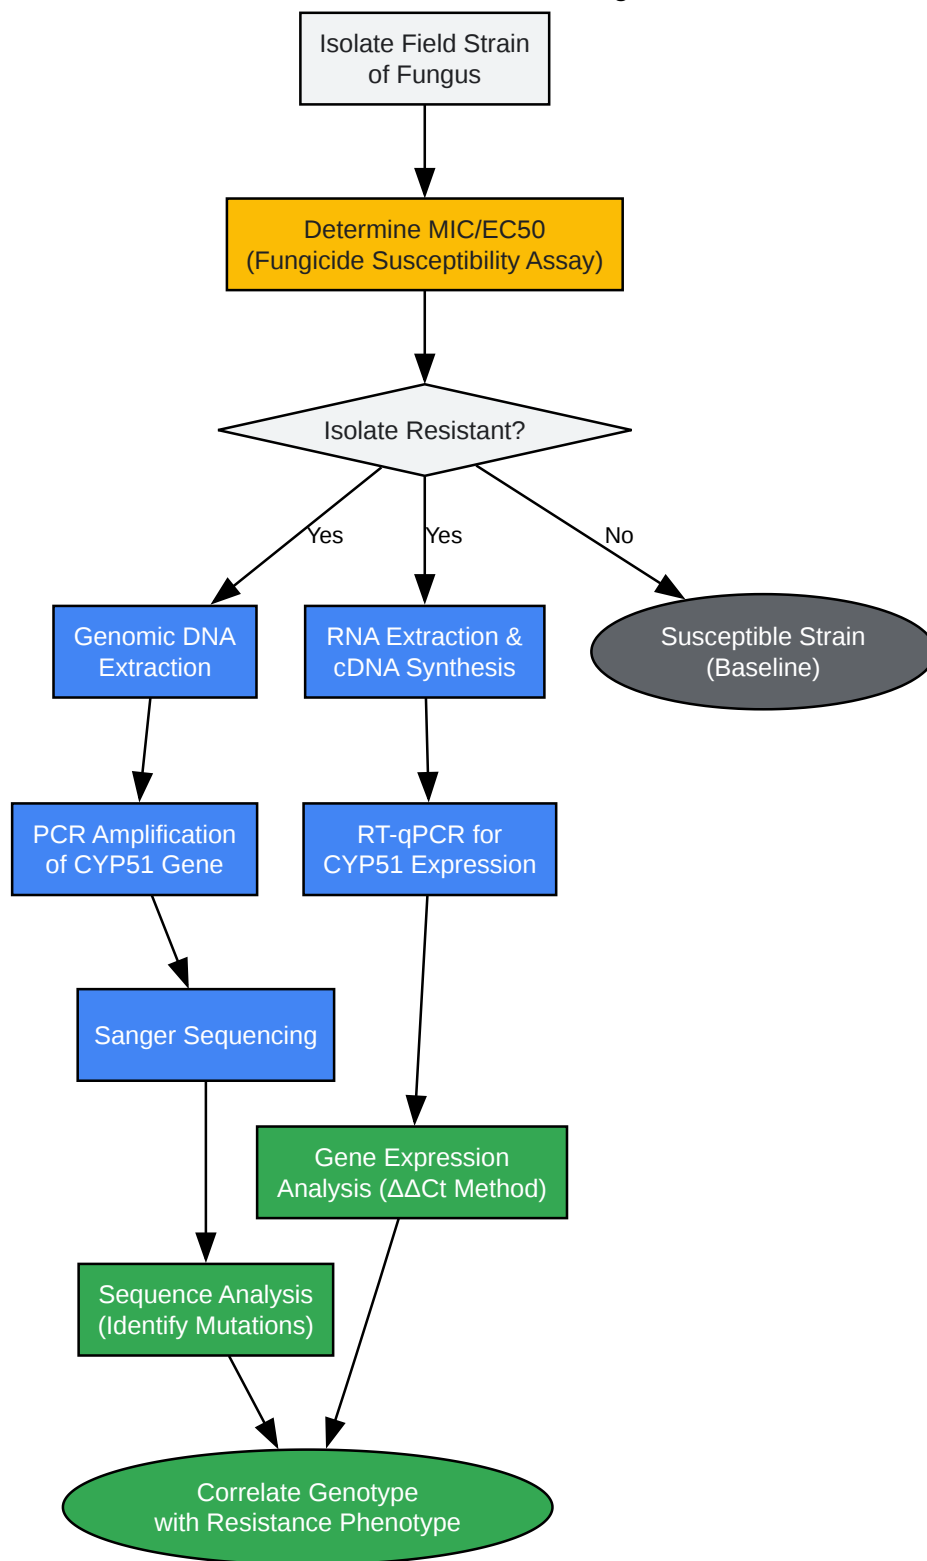 Isolate Field Strain
of Fungus
Determine MIC/EC50
(Fungicide Susceptibility Assay)
Isolate Resistant?
Yes
Yes
No
Genomic DNA
Extraction
RNA Extraction &
cDNA Synthesis
Susceptible Strain
(Baseline)
PCR Amplification
of CYP51 Gene
RT-qPCR for
CYP51 Expression
Sanger Sequencing
Gene Expression
Analysis (ΔΔCt Method)
Sequence Analysis
(Identify Mutations)
Correlate Genotype
with Resistance Phenotype